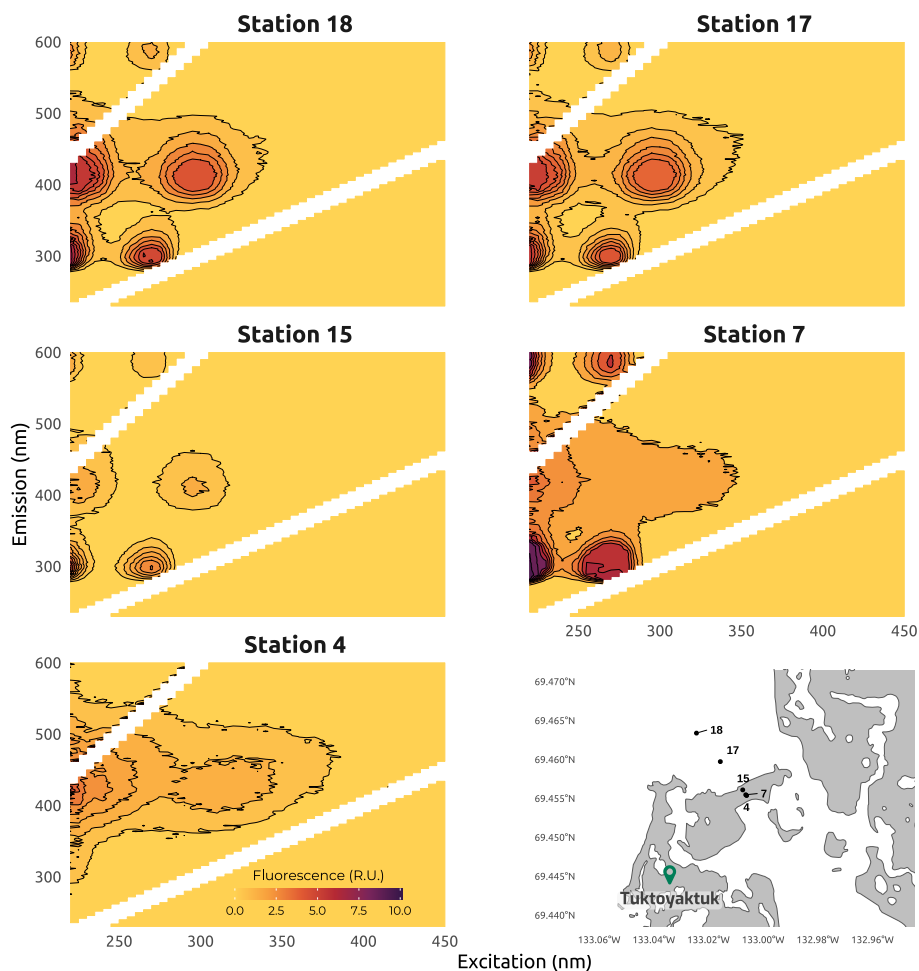 Station 18
Station 17
600
500
400
300
Station 15
Station 7
600
500
400
300
250 300 350 400 450
Emission (nm)
Station 4
600
500
400
300
Fluorescence (R.U.)
0.0 2.5 5.0 7.5 10.0
250 300 350 400 450
69.470°N
69.465°N
69.460°N
69.455°N
69.450°N
69.445°N
69.440°N
18
17
15
7
4
Tuktoyaktuk
133.06°W 133.04°W 133.02°W 133.00°W 132.98°W 132.96°W
Excitation (nm)